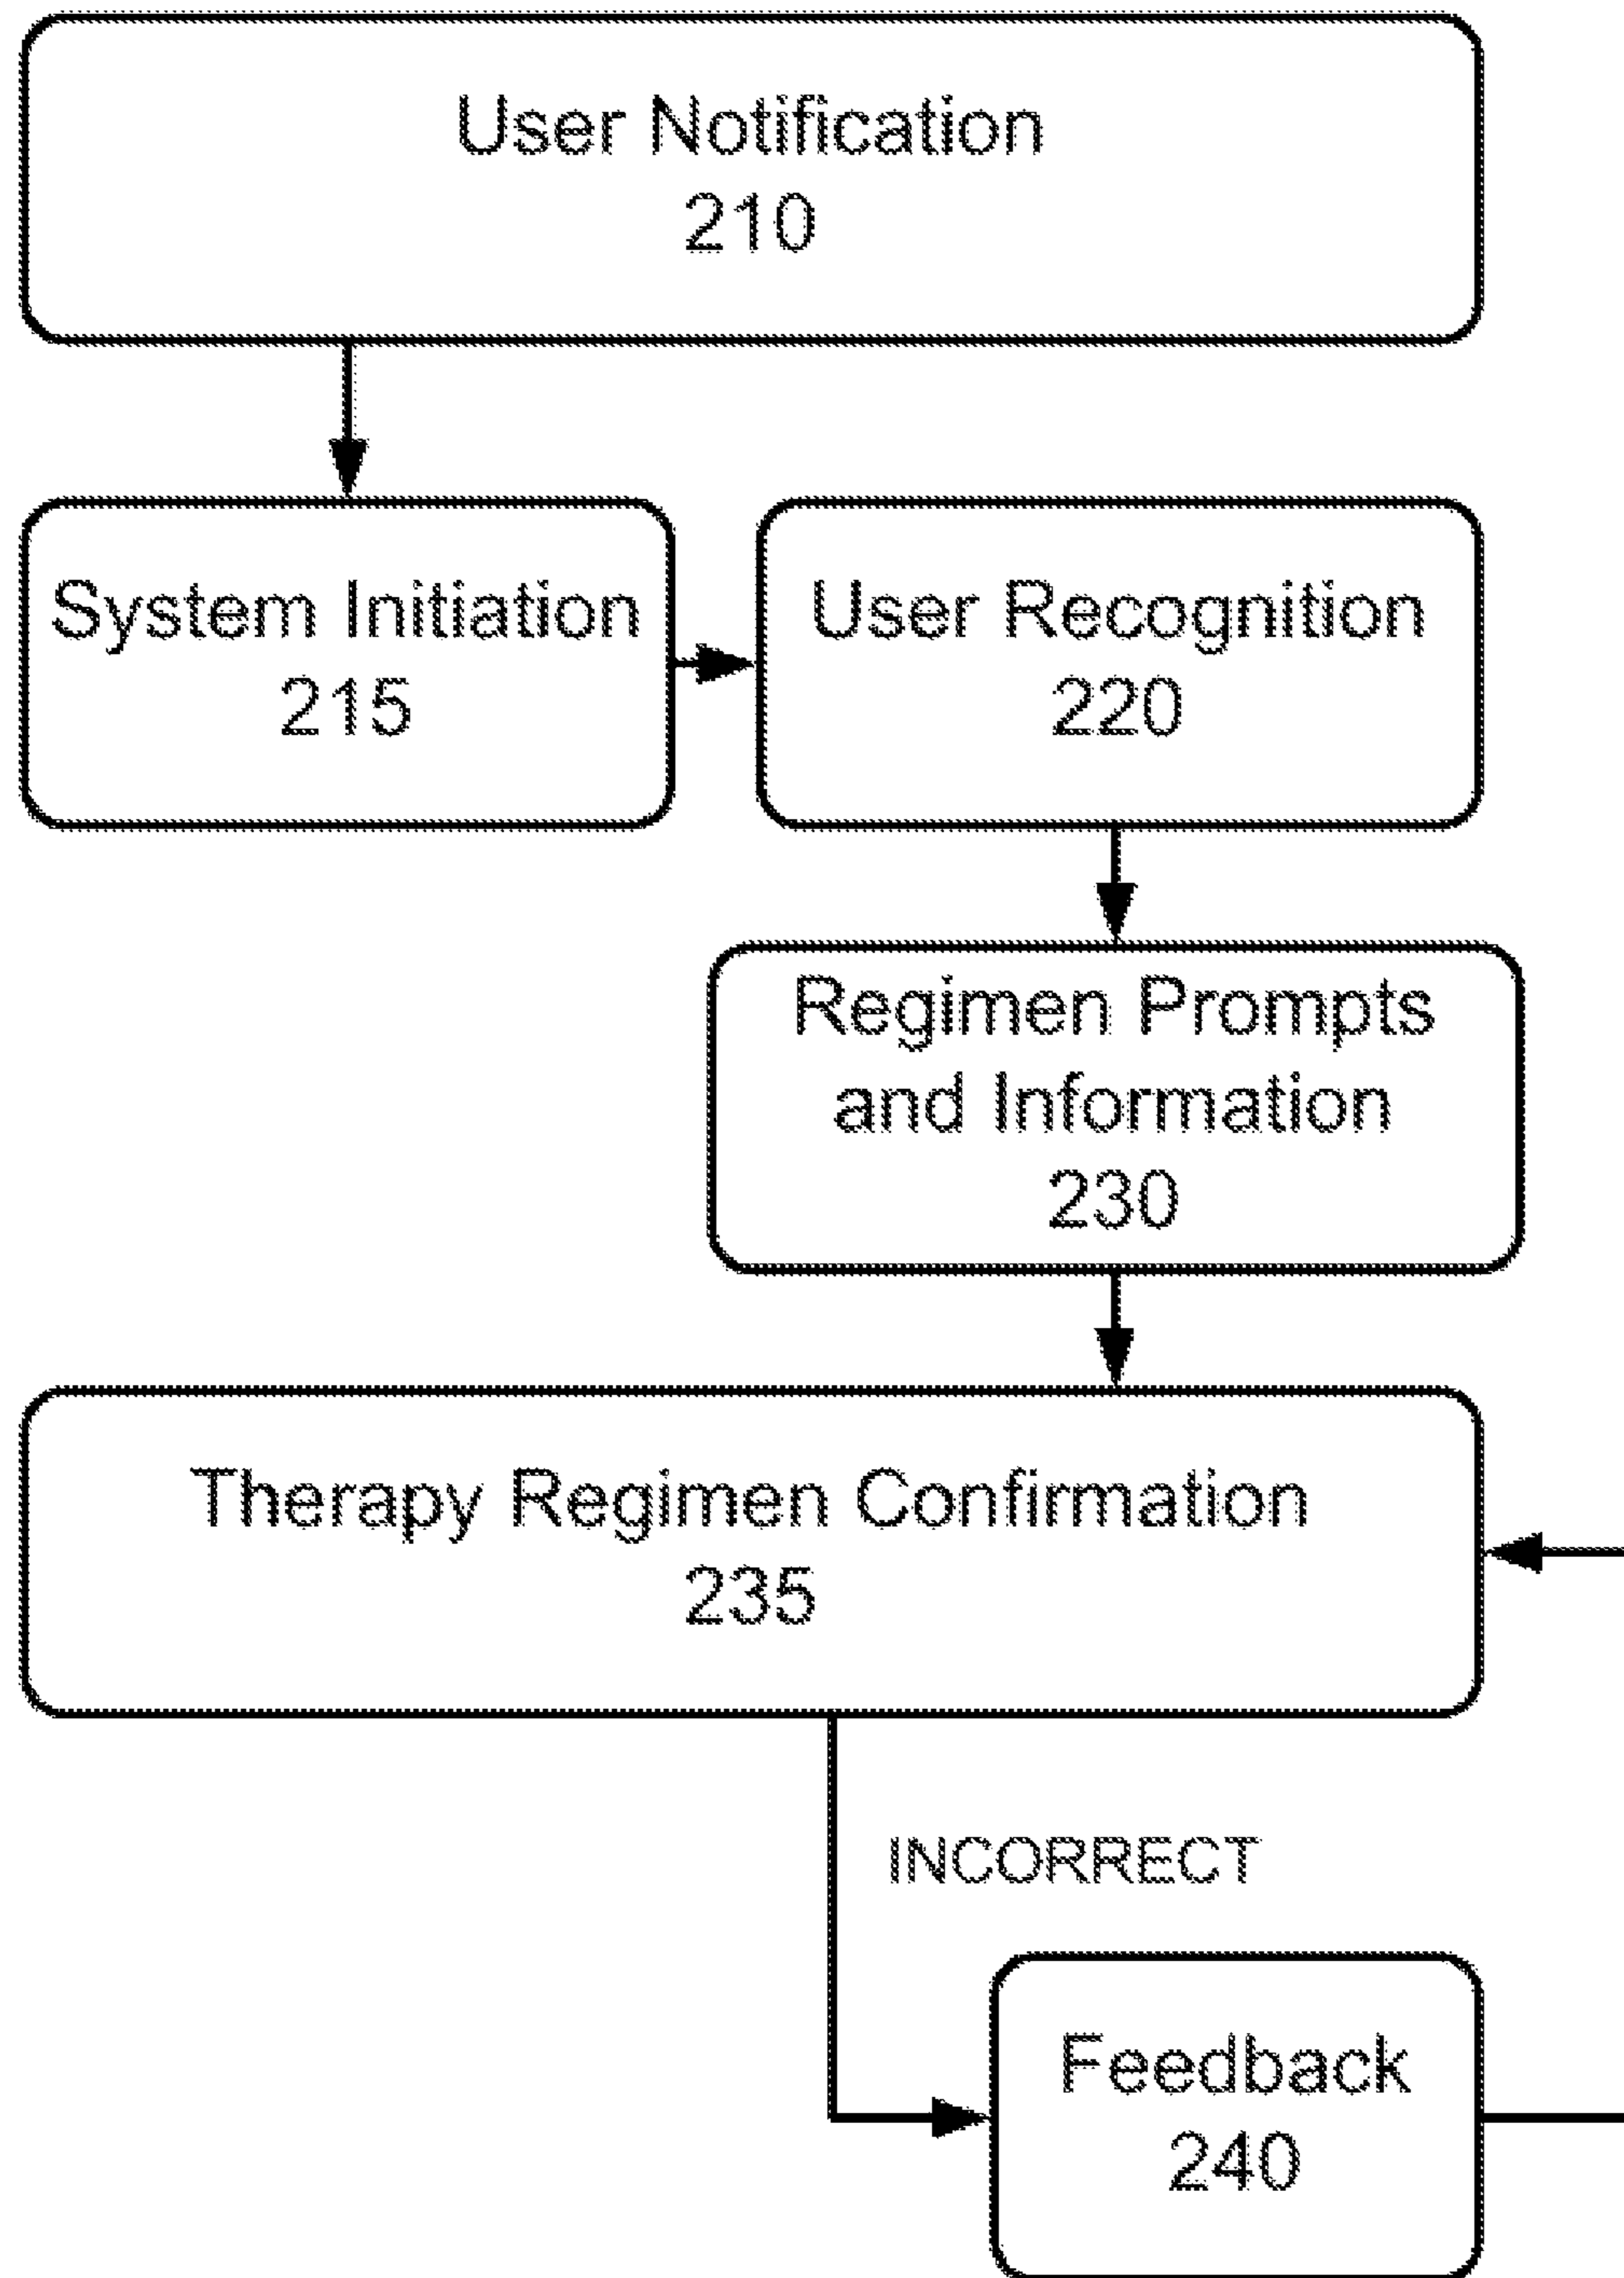 User Notification
210
System Initiation
215
User Recognition
220
Regimen Prompts
and Information
230
Therapy Regimen Confirmation
235
INCORRECT
Feedback
240